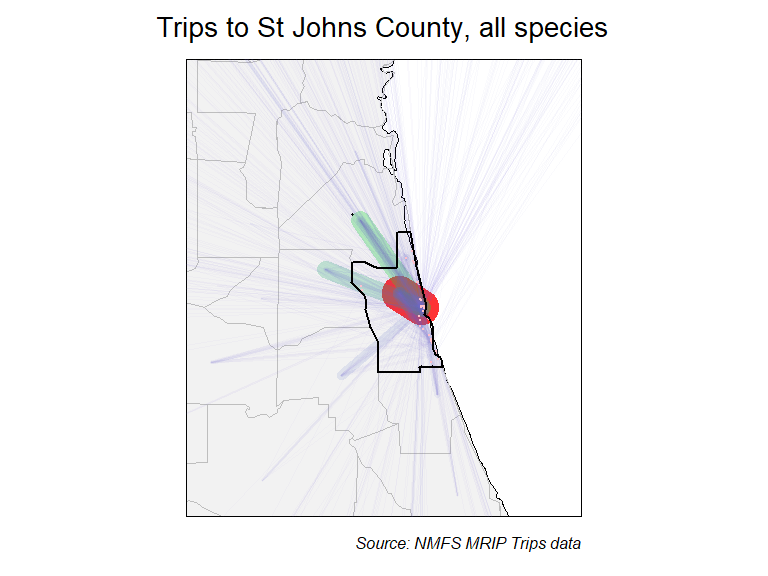 Trips to St Johns County, all species
Source: NMFS MRIP Trips data